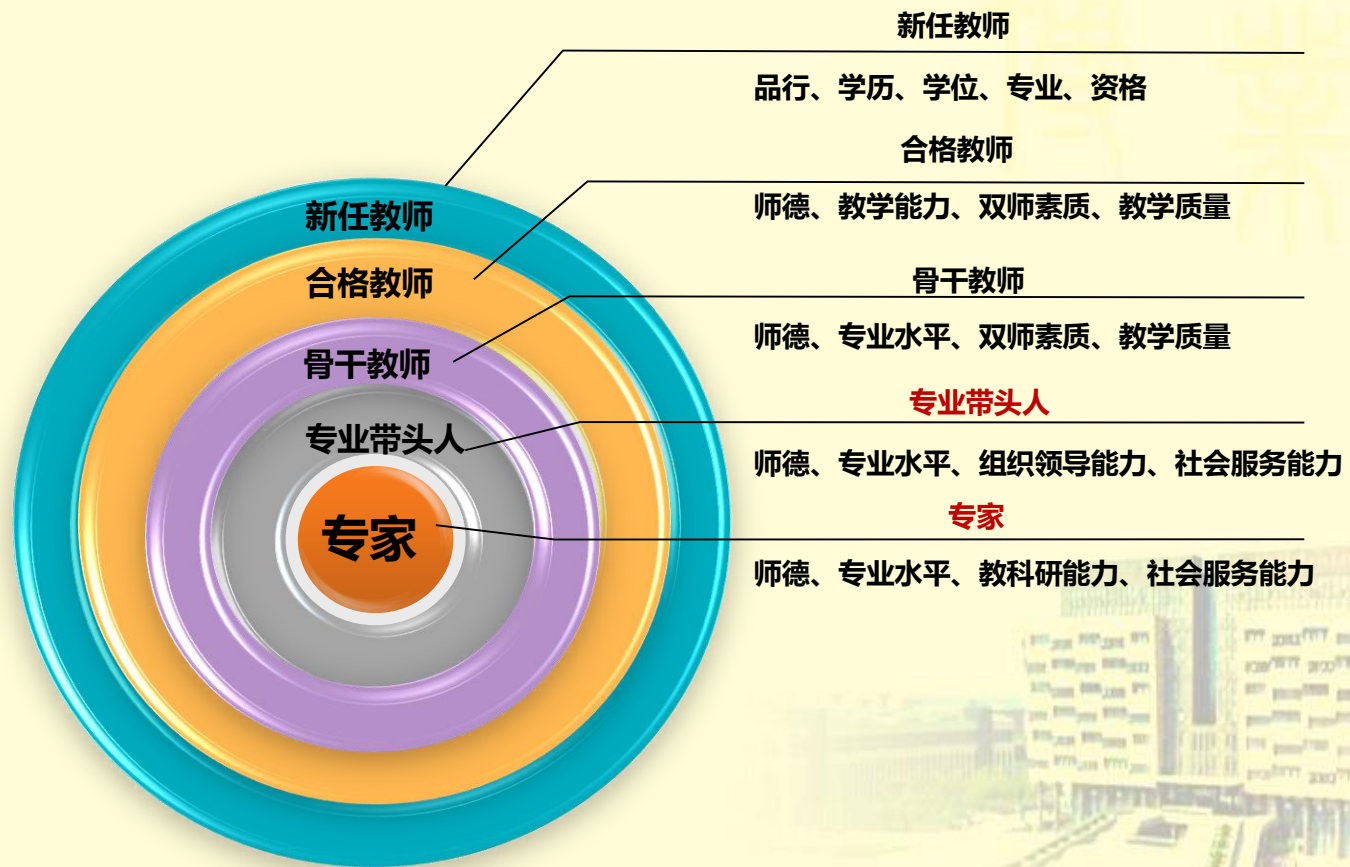 新任教师
品行、学历、学位、专业、资格
合格教师
师德、教学能力、双师素质、教学质量
骨干教师
师德、专业水平、双师素质、教学质量
专业带头人
师德、专业水平、组织领导能力、社会服务能力
专家
师德、专业水平、教科研能力、社会服务能力
新任教师
合格教师
骨干教师
专业带头人
专家